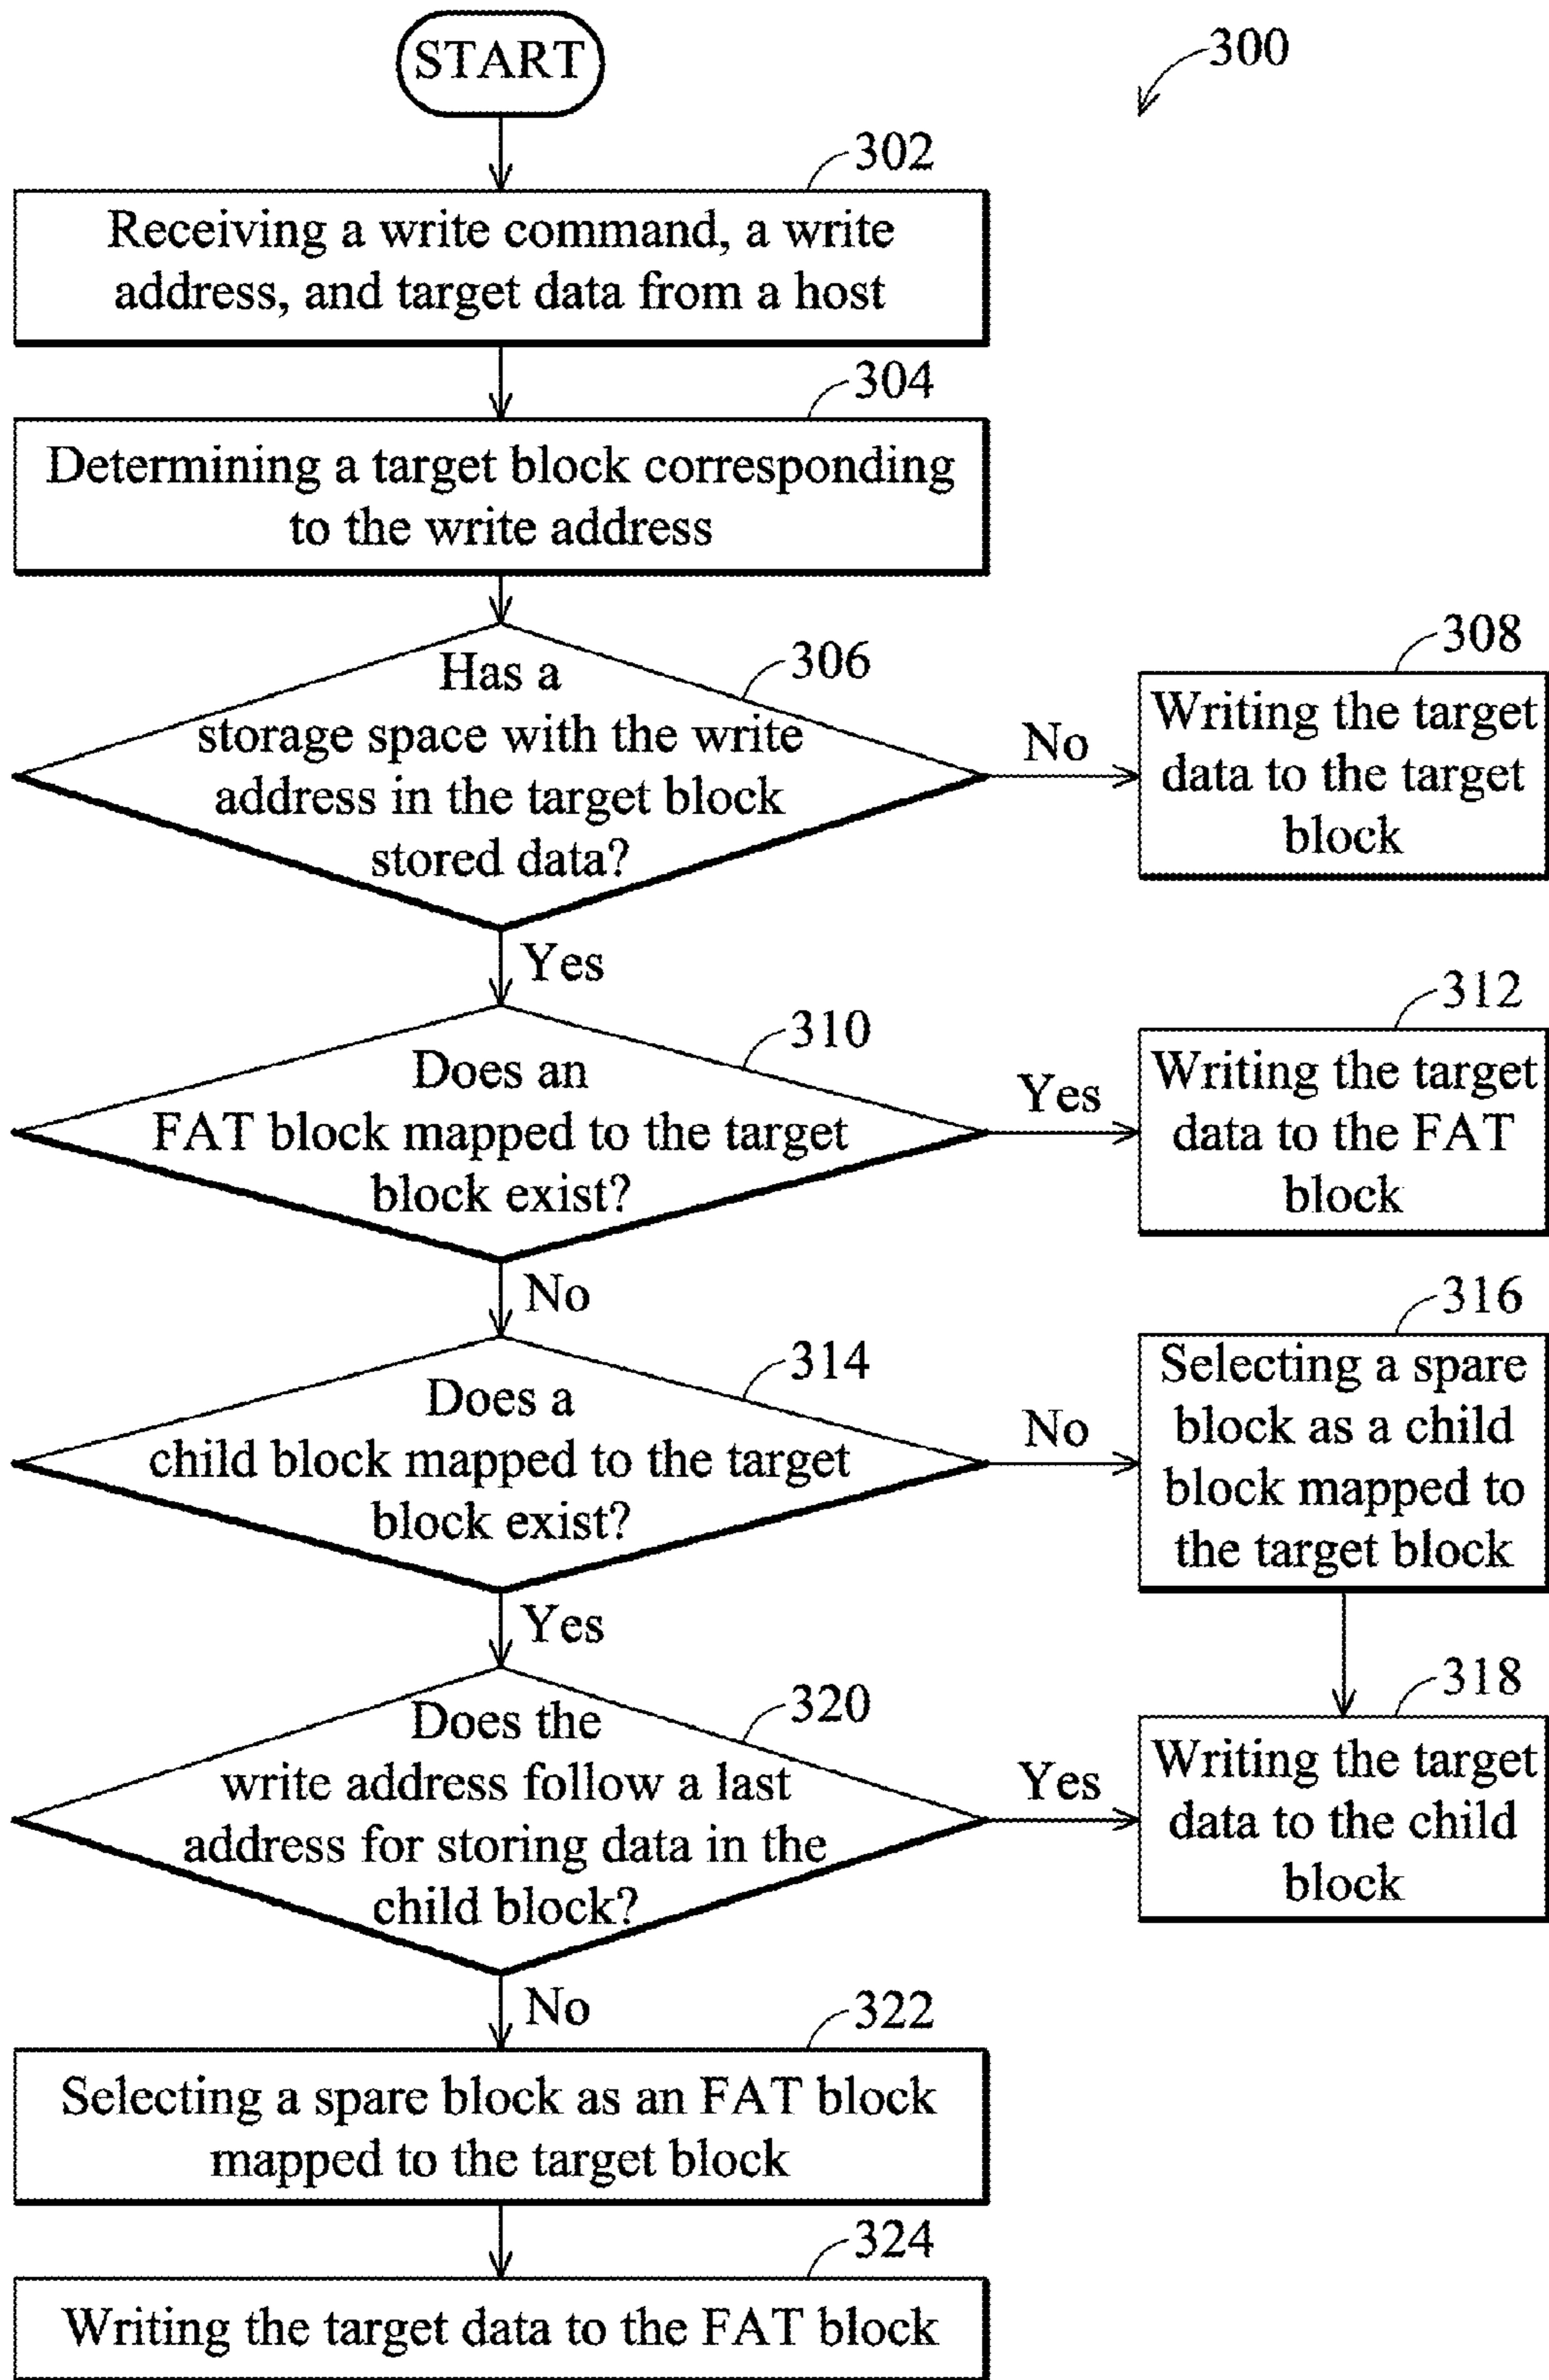 START
300
302
Receiving a write command, a write
address, and target data from a host
304
Determining a target block corresponding
to the write address
306
Has a
storage space with the write
address in the target block
stored data?
No
308
Writing the target
data to the target
block
Yes
310
Does an
FAT block mapped to the target
block exist?
Yes
312
Writing the target
data to the FAT
block
No
314
Does a
child block mapped to the target
block exist?
No
316
Selecting a spare
block as a child
block mapped to
the target block
Yes
320
Does the
write address follow a last
address for storing data in the
child block?
Yes
318
Writing the target
data to the child
block
No
322
Selecting a spare block as an FAT block
mapped to the target block
324
Writing the target data to the FAT block